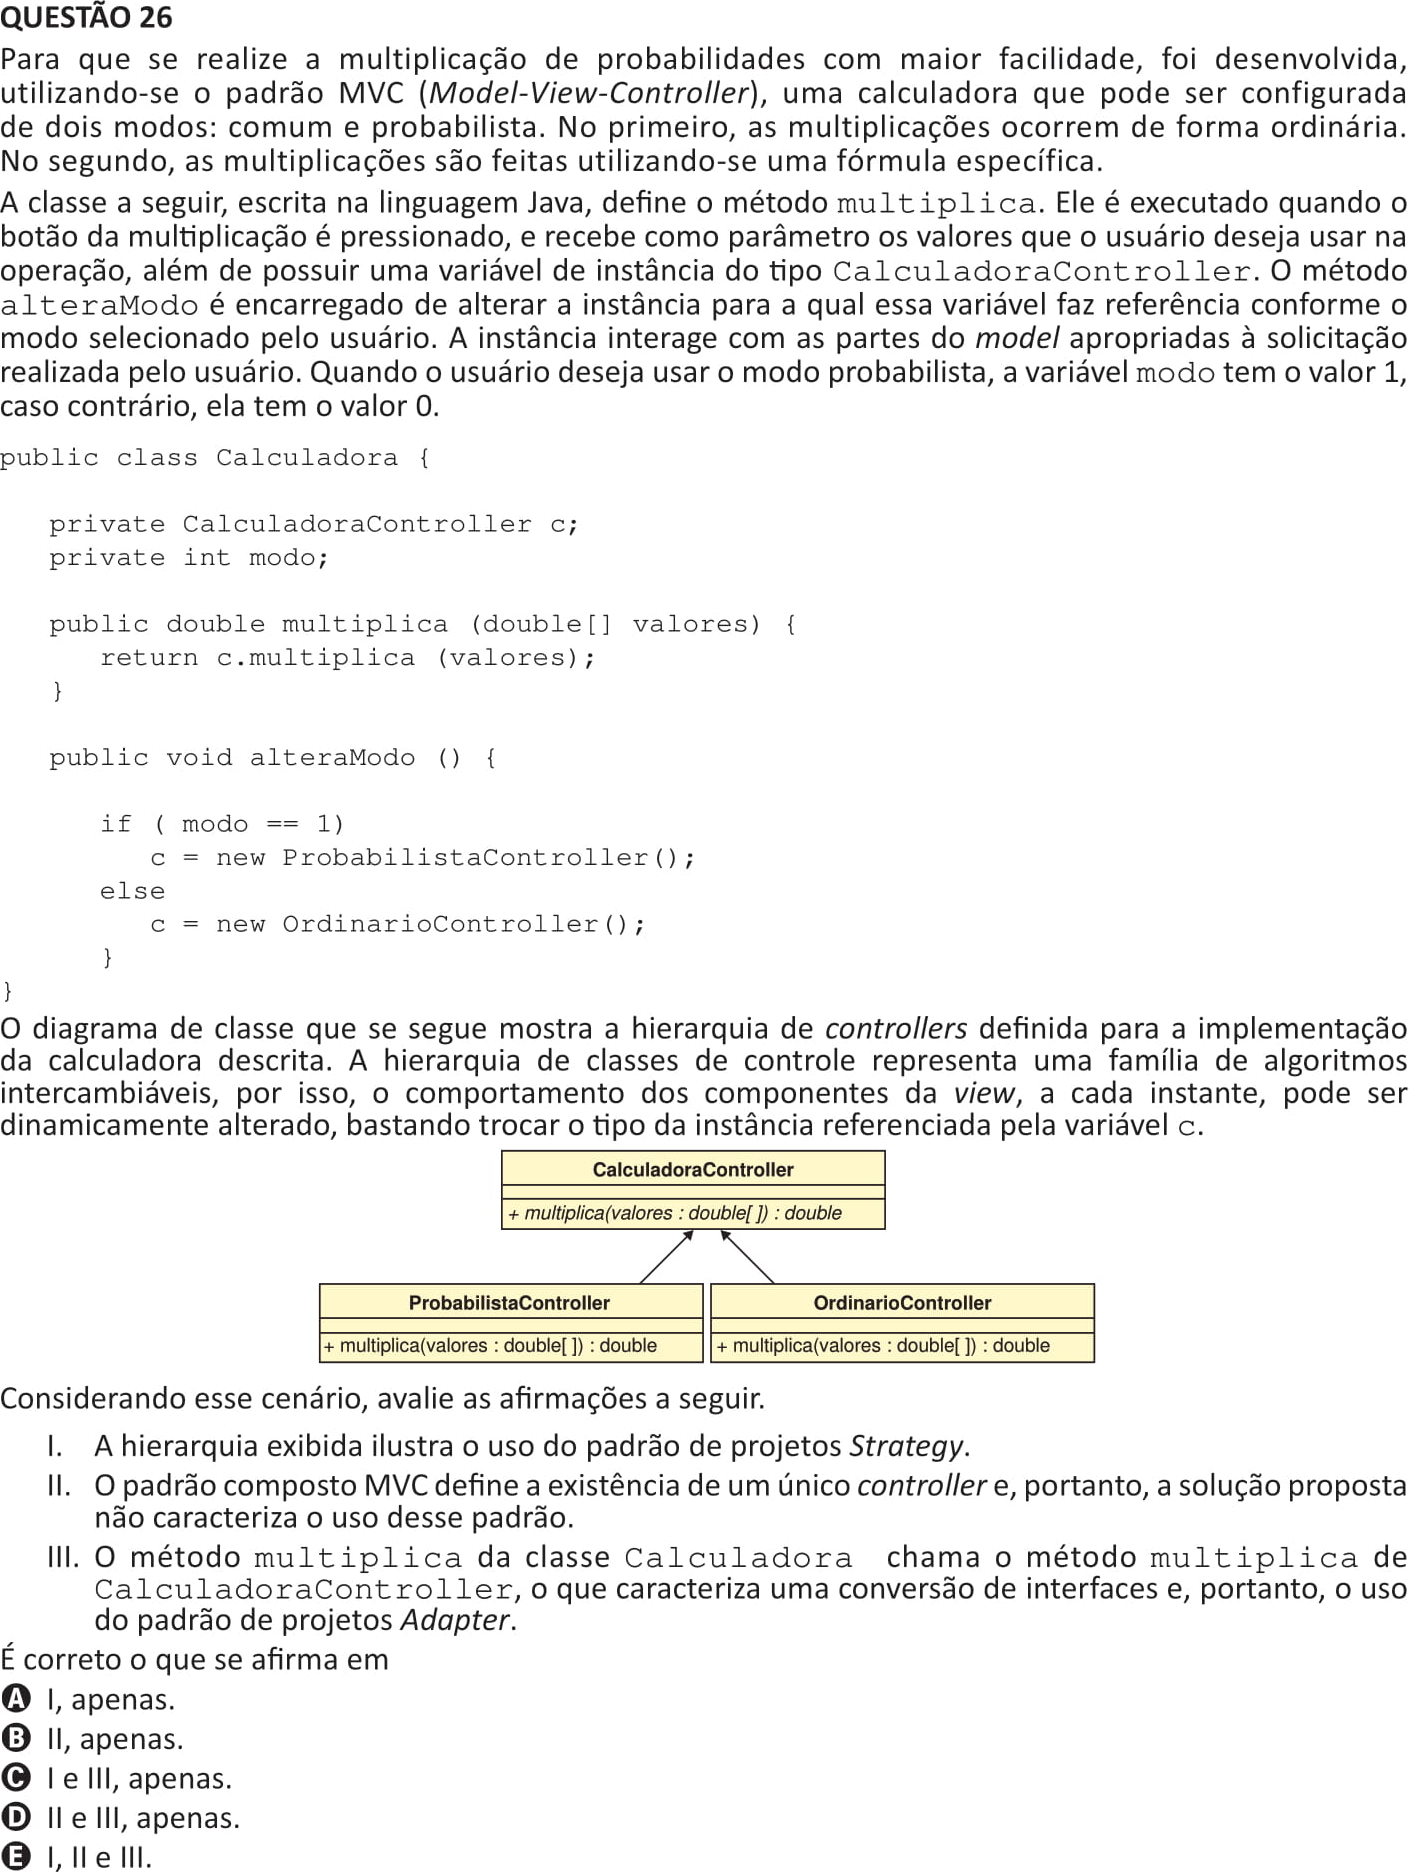 QUESTÃO 26
Para que se realize a multiplicação de probabilidades com maior facilidade, foi desenvolvida,
utilizando-se o padrão MVC (Model-View-Controller), uma calculadora que pode ser configurada
de dois modos: comum e probabilista. No primeiro, as multiplicações ocorrem de forma ordinária.
No segundo, as multiplicações são feitas utilizando-se uma fórmula específica.
A classe a seguir, escrita na linguagem Java, define o método multiplica. Ele é executado quando o
botão da multiplicação é pressionado, e recebe como parâmetro os valores que o usuário deseja usar na
operação, além de possuir uma variável de instância do tipo CalculadoraController. O método
alteraModo é encarregado de alterar a instância para a qual essa variável faz referência conforme o
modo selecionado pelo usuário. A instância interage com as partes do model apropriadas à solicitação
realizada pelo usuário. Quando o usuário deseja usar o modo probabilista, a variável modo tem o valor 1,
caso contrário, ela tem o valor 0.
public class Calculadora {
private CalculadoraController c;
private int modo;
public double multiplica (double[] valores) {
return c.multiplica (valores);
}
public void alteraModo () {
if ( modo == 1)
c = new ProbabilistaController();
else
c = new OrdinarioController();
}
}
O diagrama de classe que se segue mostra a hierarquia de controllers definida para a implementação
da calculadora descrita. A hierarquia de classes de controle representa uma família de algoritmos
intercambiáveis, por isso, o comportamento dos componentes da view, a cada instante, pode ser
dinamicamente alterado, bastando trocar o tipo da instância referenciada pela variável c.
CalculadoraController
+ multiplica(valores : double[ ]) : double
ProbabilistaController OrdinarioController
+ multiplica(valores : double[ ]) : double + multiplica(valores : double[ ]) : double
Considerando esse cenário, avalie as afirmações a seguir.
I. A hierarquia exibida ilustra o uso do padrão de projetos Strategy.
II. O padrão composto MVC define a existência de um único controller e, portanto, a solução proposta
não caracteriza o uso desse padrão.
III. O método multiplica da classe Calculadora chama o método multiplica de
CalculadoraController, o que caracteriza uma conversão de interfaces e, portanto, o uso
do padrão de projetos Adapter.
É correto o que se afirma em
A I, apenas.
B II, apenas.
C I e III, apenas.
D II e III, apenas.
E I, II e III.